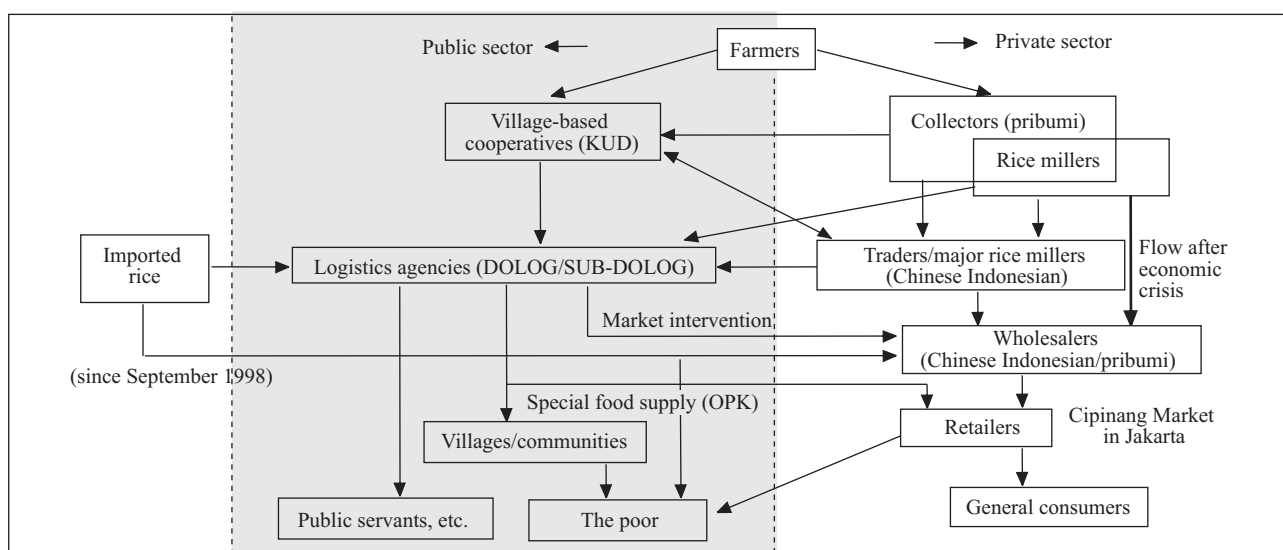 Public sector
Farmers
Private sector
Village-based
cooperatives (KUD)
Collectors (pribumi)
Rice millers
Imported
rice
Logistics agencies (DOLOG/SUB-DOLOG)
Traders/major rice millers
(Chinese Indonesian)
Flow after
economic
crisis
Market intervention
Wholesalers
(Chinese Indonesian/pribumi)
(since September 1998)
Special food supply (OPK)
Villages/communities
Retailers
Cipinang Market
in Jakarta
Public servants, etc.
The poor
General consumers